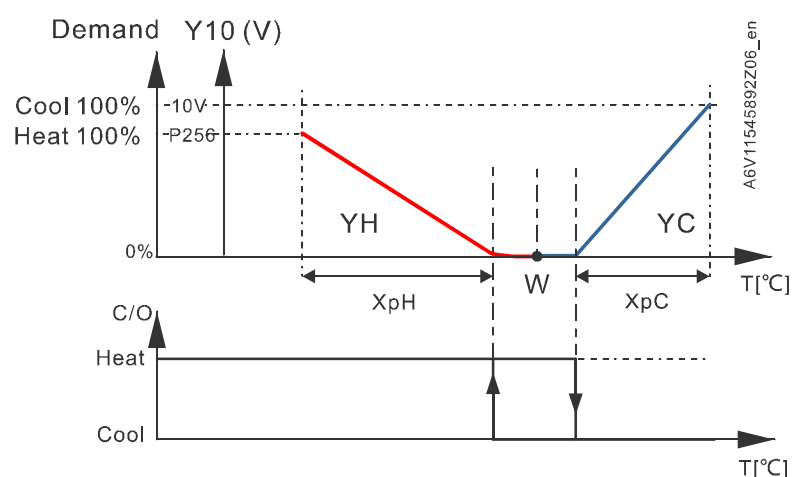 Demand Y10 (V)
Cool 100% 10V
Heat 100% P256
YH
YC
0%
W
T[℃]
XpH
XpC
C/O
Heat
Cool
T[℃]
A6V11545892Z06_en